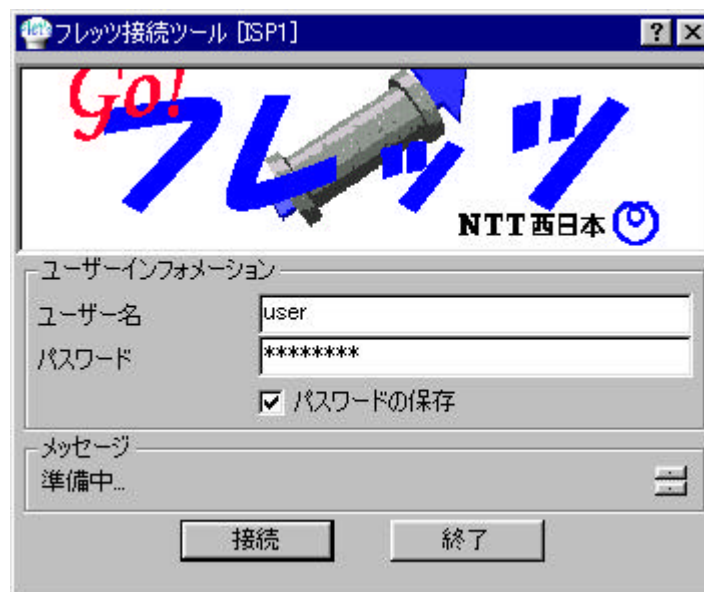 フレッツ接続ツール [ISP1]
Go!
フレッツ
NTT西日本
ユーザーインフォメーション
ユーザー名
user
パスワード
********
パスワードの保存
メッセージ
準備中...
接続
終了